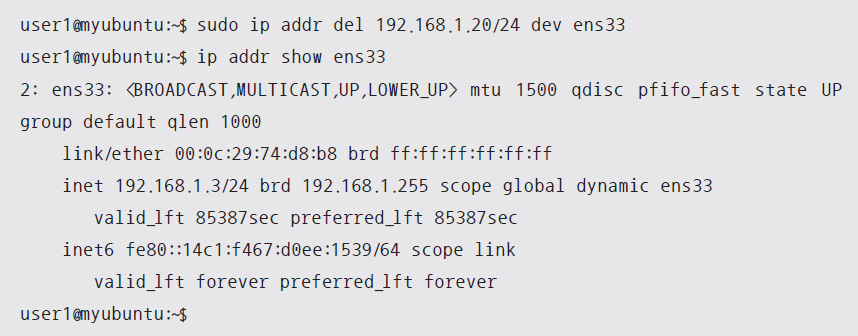 user1@myubuntu:~$ sudo ip addr del 192.168.1.20/24 dev ens33
user1@myubuntu:~$ ip addr show ens33
2: ens33: <BROADCAST,MULTICAST,UP,LOWER_UP> mtu 1500 qdisc pfifo_fast state UP
group default qlen 1000
link/ether 00:0c:29:74:d8:b8 brd ff:ff:ff:ff:ff:ff
inet 192.168.1.3/24 brd 192.168.1.255 scope global dynamic ens33
valid_lft 85387sec preferred_lft 85387sec
inet6 fe80::14c1:f467:d0ee:1539/64 scope link
valid_lft forever preferred_lft forever
user1@myubuntu:~$